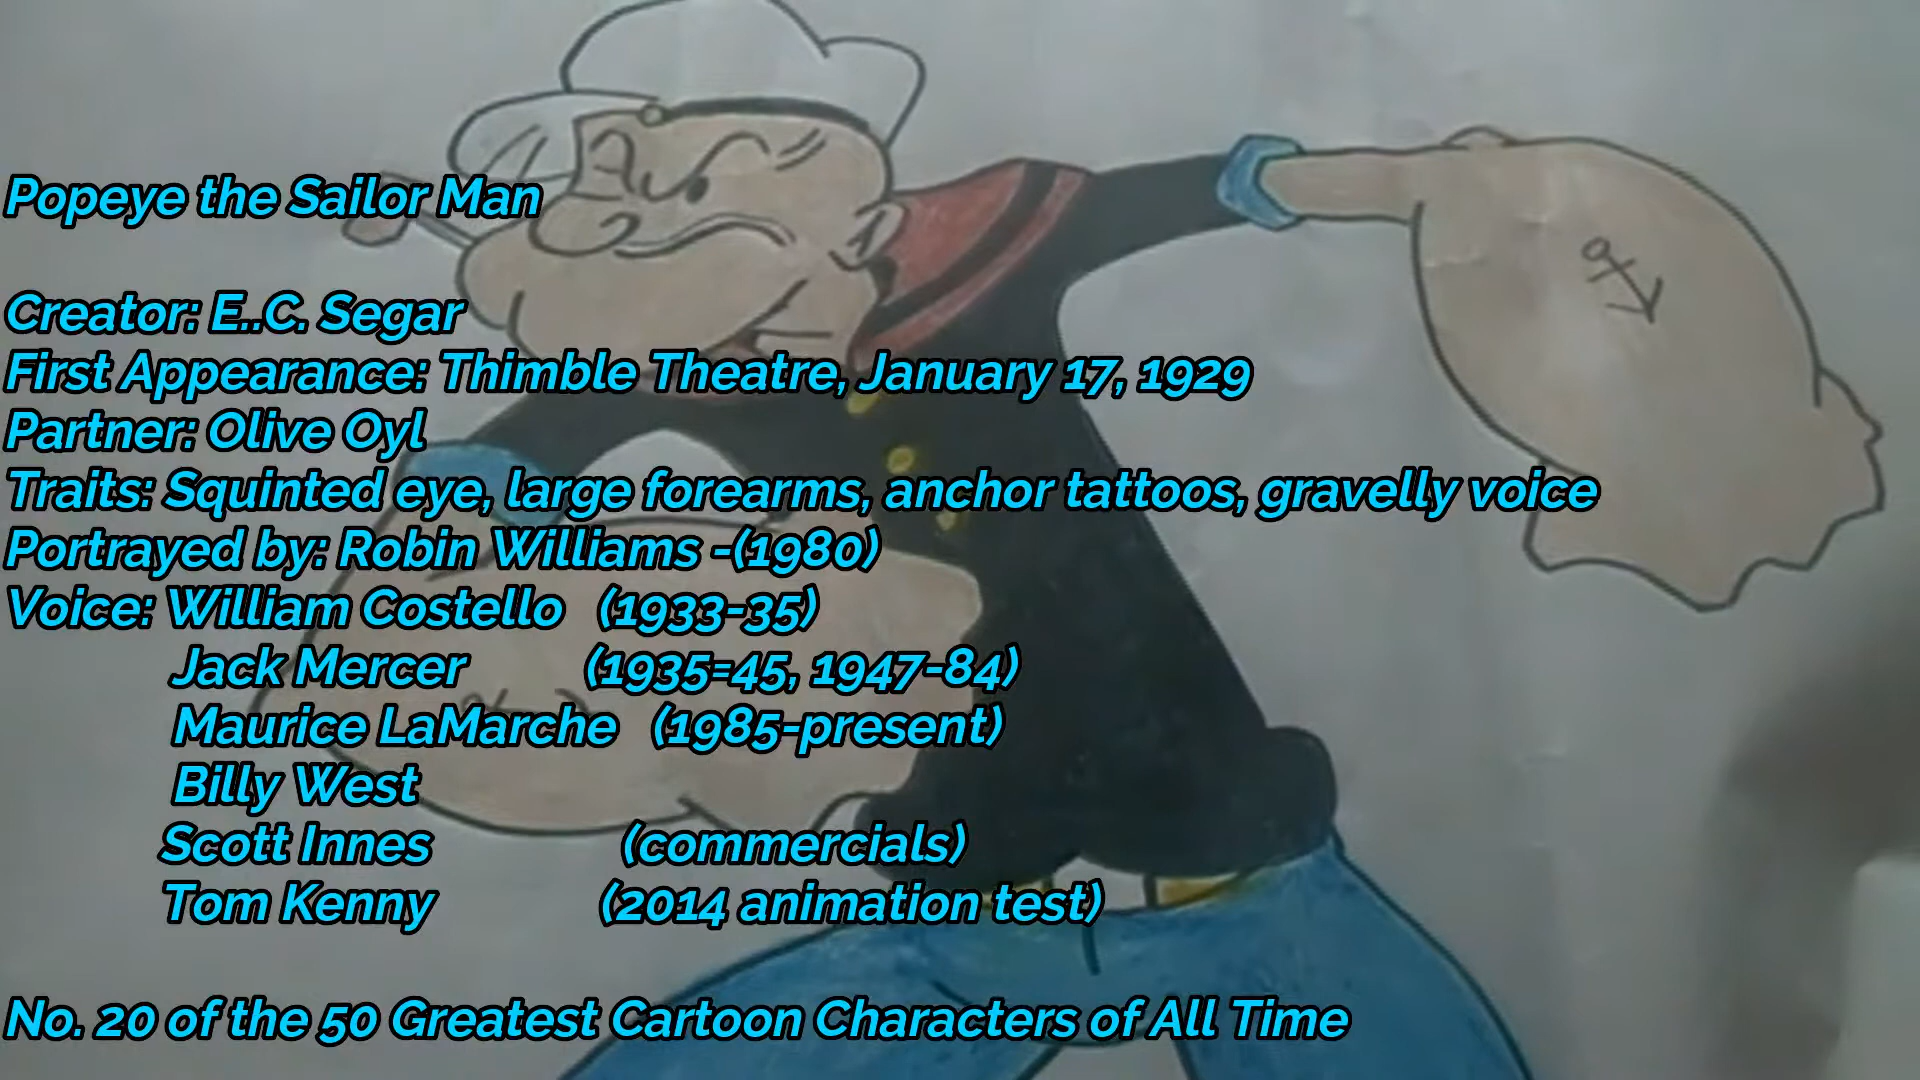 Popeye the Sailor Man
Creator: E..C. Segar
First Appearance: Thimble Theatre, January 17, 1929
Partner: Olive Oyl
Traits: Squinted eye, large forearms, anchor tattoos, gravelly voice
Portrayed by: Robin Williams -(1980)
Voice: William Costello (1933-35)
Jack Mercer (1935=45, 1947-84)
Maurice LaMarche (1985-present)
Billy West
Scott Innes (commercials)
Tom Kenny (2014 animation test)
No. 20 of the 50 Greatest Cartoon Characters of All Time